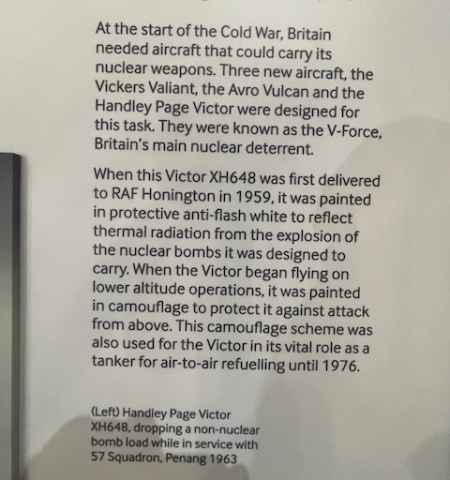 At the start of the Cold War, Britain
needed aircraft that could carry its
nuclear weapons. Three new aircraft, the
Vickers Valiant, the Avro Vulcan and the
Handley Page Victor were designed for
this task. They were known as the V-Force,
Britain's main nuclear deterrent.
When this Victor XH648 was first delivered
to RAF Honington in 1959, it was painted
in protective anti-flash white to reflect
thermal radiation from the explosion of
the nuclear bombs it was designed to
carry. When the Victor began flying on
lower altitude operations, it was painted
in camouflage to protect it against attack
from above. This camouflage scheme was
also used for the Victor in its vital role as a
tanker for air-to-air refuelling until 1976.
(Left) Handley Page Victor
XH648, dropping a non-nuclear
bomb load while in service with
57 Squadron, Penang 1963